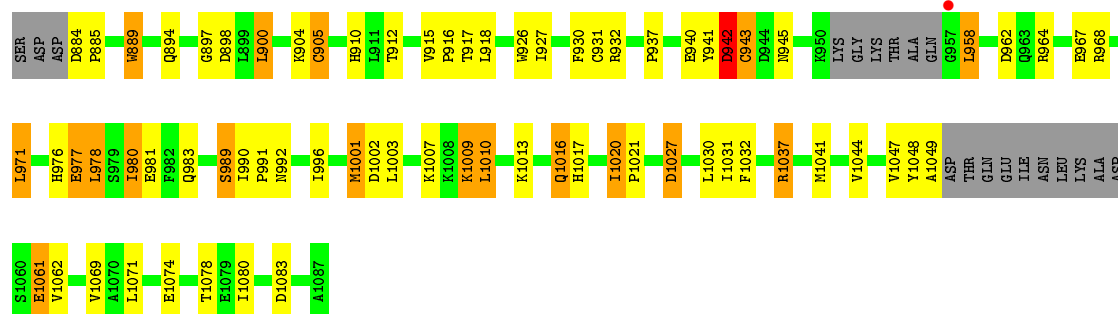 SER ASP ASP D884 P885 W889 Q894 G897 D898 L899 L900 K904 C905 H910 L911 T912 V915 P916 T917 L918 W926 I927 F930 C931 R932 P937 E940 Y941 D942 C943 D944 N945 K950 LYS GLY LYS THR ALA GLN G957 L958 D962 Q963 R964 E967 R968
L971 H976 E977 L978 S979 I980 E981 F982 Q983 S989 I990 P991 N992 I996 M1001 D1002 L1003 K1007 K1008 K1009 L1010 K1013 Q1016 H1017 I1020 P1021 D1027 L1030 I1031 F1032 R1037 M1041 V1044 V1047 Y1048 A1049 ASP THR GLN GLU ILE ASN LEU LYS ALA ASP
S1060 E1061 V1062 V1069 A1070 L1071 E1074 T1078 E1079 I1080 D1083 A1087